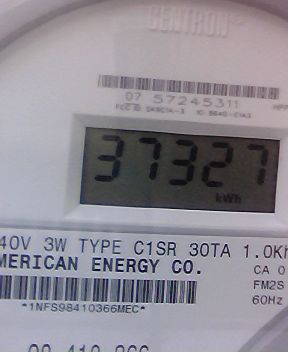 CENTRON
07 57245311
37327
kWh
40V 3W TYPE C1SR 30TA 1.0Kh
MERICAN ENERGY CO.
CA 0
FM2S
60Hz
*1NFS98410366MEC*